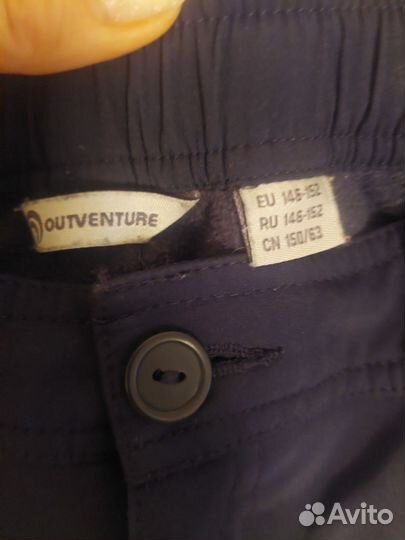 OUTVENTURE
EU 146-152
RU 146-152
CN 150/63
Avito